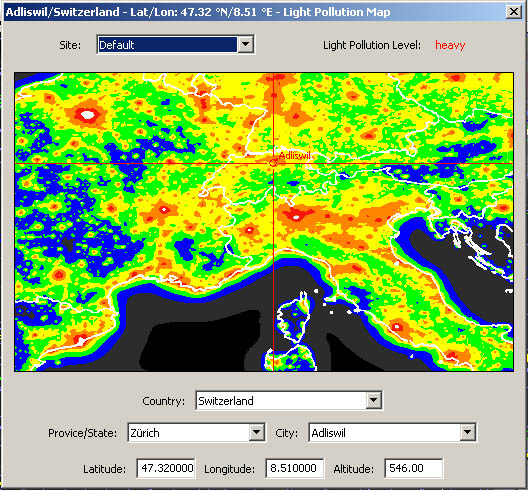 Adliswil/Switzerland - Lat/Lon: 47.32 °N/8.51 °E - Light Pollution Map
Site: Default Light Pollution Level: heavy
Adliswil
Country: Switzerland
Provice/State: Zürich City: Adliswil
Latitude: 47.320000 Longitude: 8.510000 Altitude: 546.00